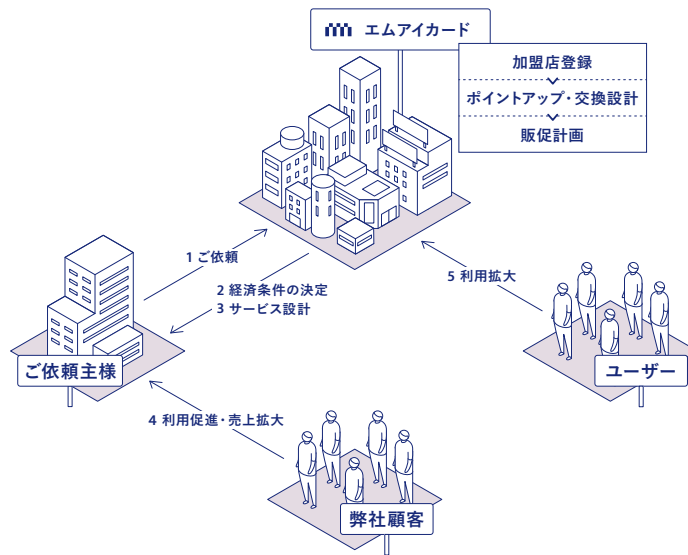 エムアイカード
加盟店登録
ポイントアップ・交換設計
販促計画
1 ご依頼
2 経済条件の決定
3 サービス設計
5 利用拡大
ご依頼主様
ユーザー
4 利用促進・売上拡大
弊社顧客